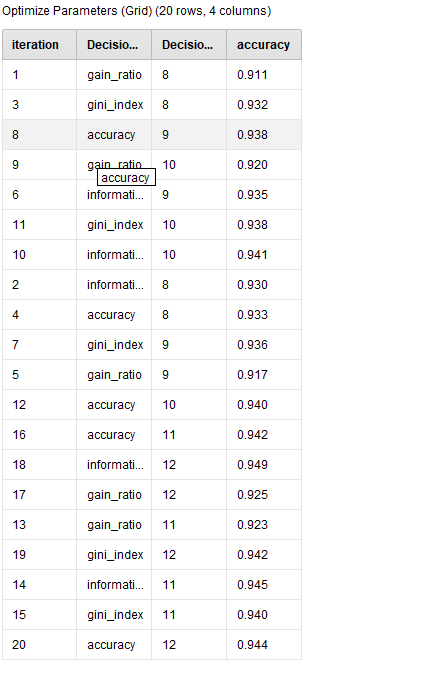 Optimize Parameters (Grid) (20 rows, 4 columns)
iteration Decisio... Decisio... accuracy
1 gain_ratio 8 0.911
3 gini_index 8 0.932
8 accuracy 9 0.938
9 gain_ratio 10 0.920
accuracy
6 informati... 9 0.935
11 gini_index 10 0.938
10 informati... 10 0.941
2 informati... 8 0.930
4 accuracy 8 0.933
7 gini_index 9 0.936
5 gain_ratio 9 0.917
12 accuracy 10 0.940
16 accuracy 11 0.942
18 informati... 12 0.949
17 gain_ratio 12 0.925
13 gain_ratio 11 0.923
19 gini_index 12 0.942
14 informati... 11 0.945
15 gini_index 11 0.940
20 accuracy 12 0.944